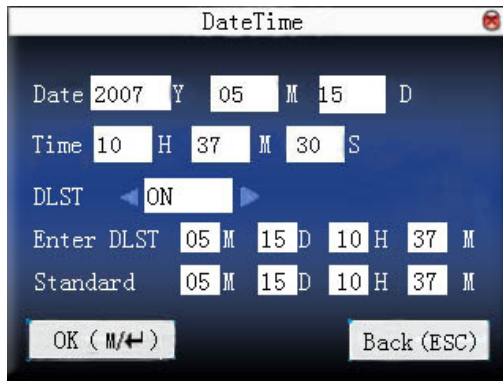 DateTime
Date 2007 Y 05 M 15 D
Time 10 H 37 M 30 S
DLST ON
Enter DLST 05 M 15 D 10 H 37 M
Standard 05 M 15 D 10 H 37 M
OK ( M/↵ ) Back (ESC)